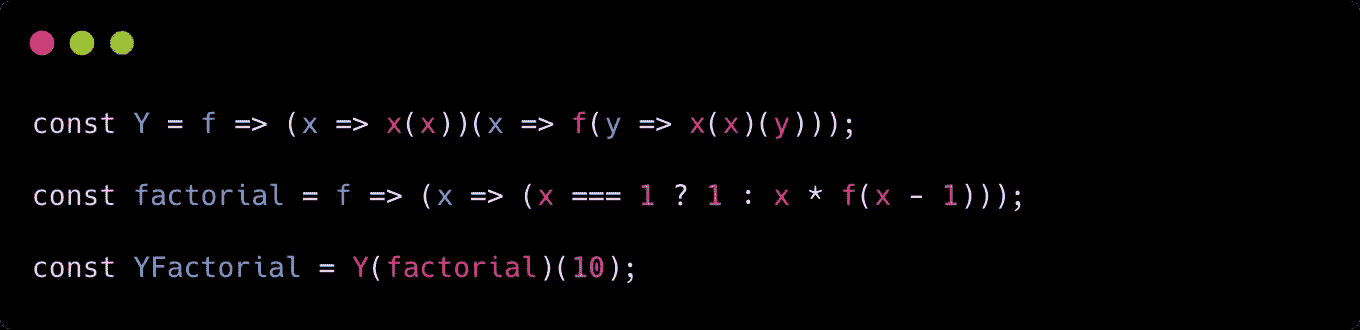 const Y = f => (x => x(x))(x => f(y => x(x)(y)));
const factorial = f => (x => (x === 1 ? 1 : x * f(x - 1)));
const YFactorial = Y(factorial)(10);